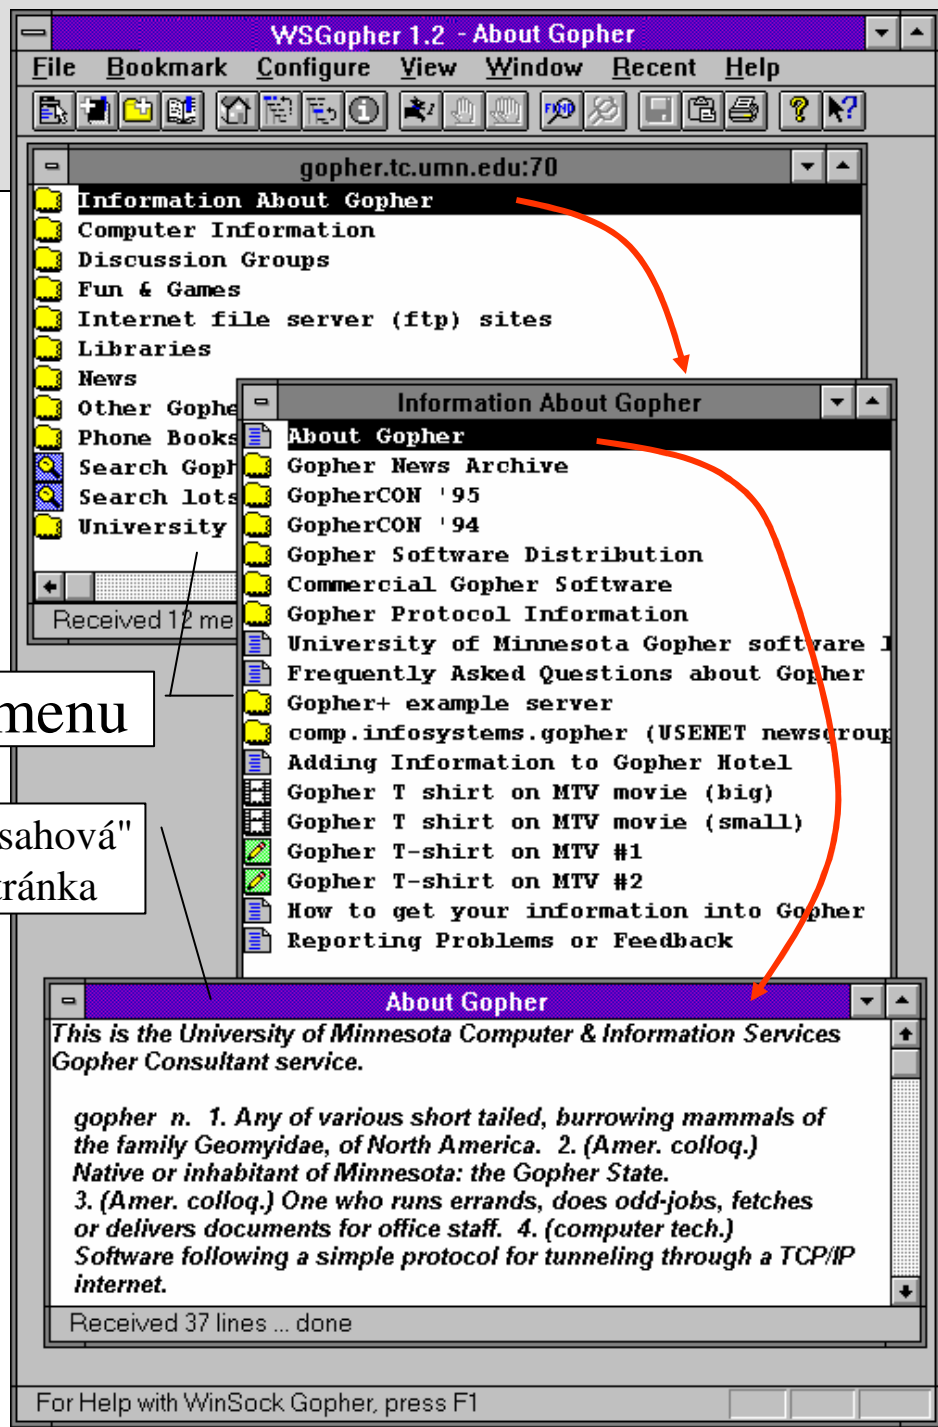 WSGopher 1.2 - About Gopher
File Bookmark Configure View Window Recent Help
FIND
gopher.tc.umn.edu:70
Information About Gopher
Computer Information
Discussion Groups
Fun & Games
Internet file server (ftp) sites
Libraries
News
Other Gophe
Phone Books
Search Goph
Search lots
University
Received 12 me
Information About Gopher
About Gopher
Gopher News Archive
GopherCON '95
GopherCON '94
Gopher Software Distribution
Commercial Gopher Software
Gopher Protocol Information
University of Minnesota Gopher software l
Frequently Asked Questions about Gopher
Gopher+ example server
comp.infosystems.gopher (USENET newsgroup
Adding Information to Gopher Hotel
Gopher T shirt on MTV movie (big)
Gopher T shirt on MTV movie (small)
Gopher T-shirt on MTV #1
Gopher T-shirt on MTV #2
How to get your information into Gopher
Reporting Problems or Feedback
menu
sahová"
tránka
About Gopher
This is the University of Minnesota Computer & Information Services
Gopher Consultant service.
gopher n. 1. Any of various short tailed, burrowing mammals of
the family Geomyidae, of North America. 2. (Amer. colloq.)
Native or inhabitant of Minnesota: the Gopher State.
3. (Amer. colloq.) One who runs errands, does odd-jobs, fetches
or delivers documents for office staff. 4. (computer tech.)
Software following a simple protocol for tunneling through a TCP/IP
internet.
Received 37 lines ... done
For Help with WinSock Gopher, press F1